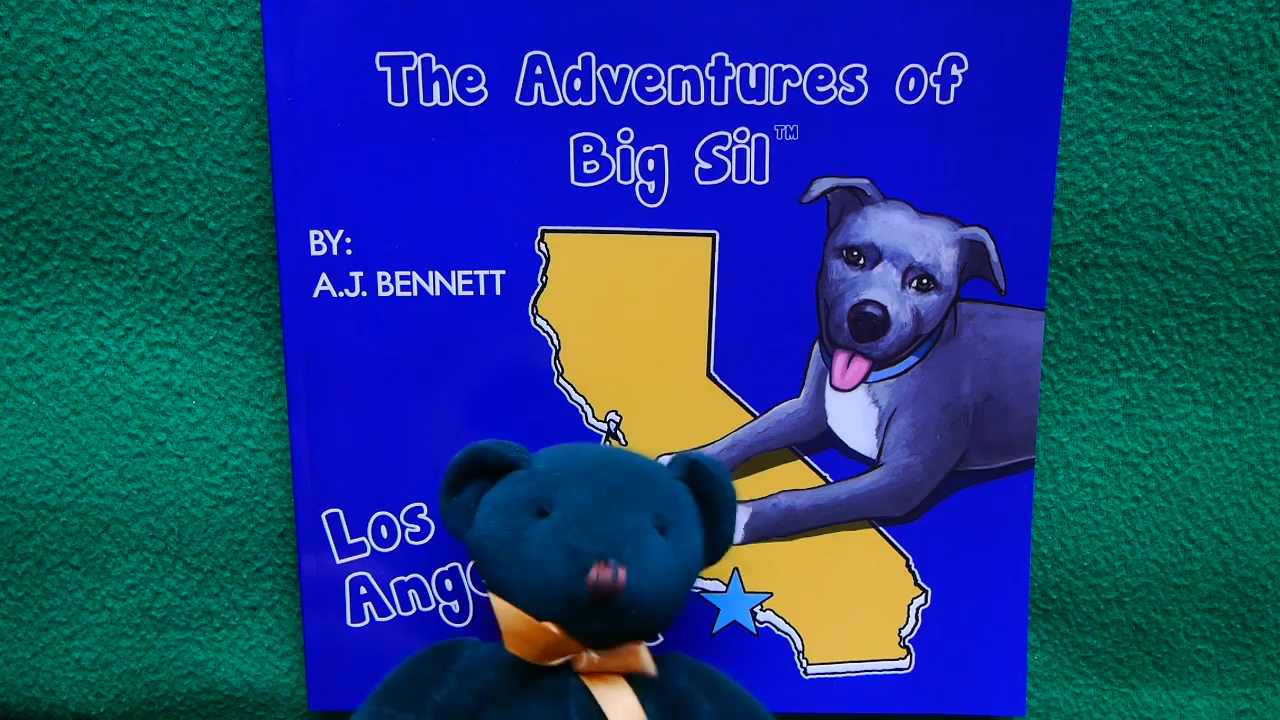 The Adventures of
Big Sil™
BY:
A.J. BENNETT
Los